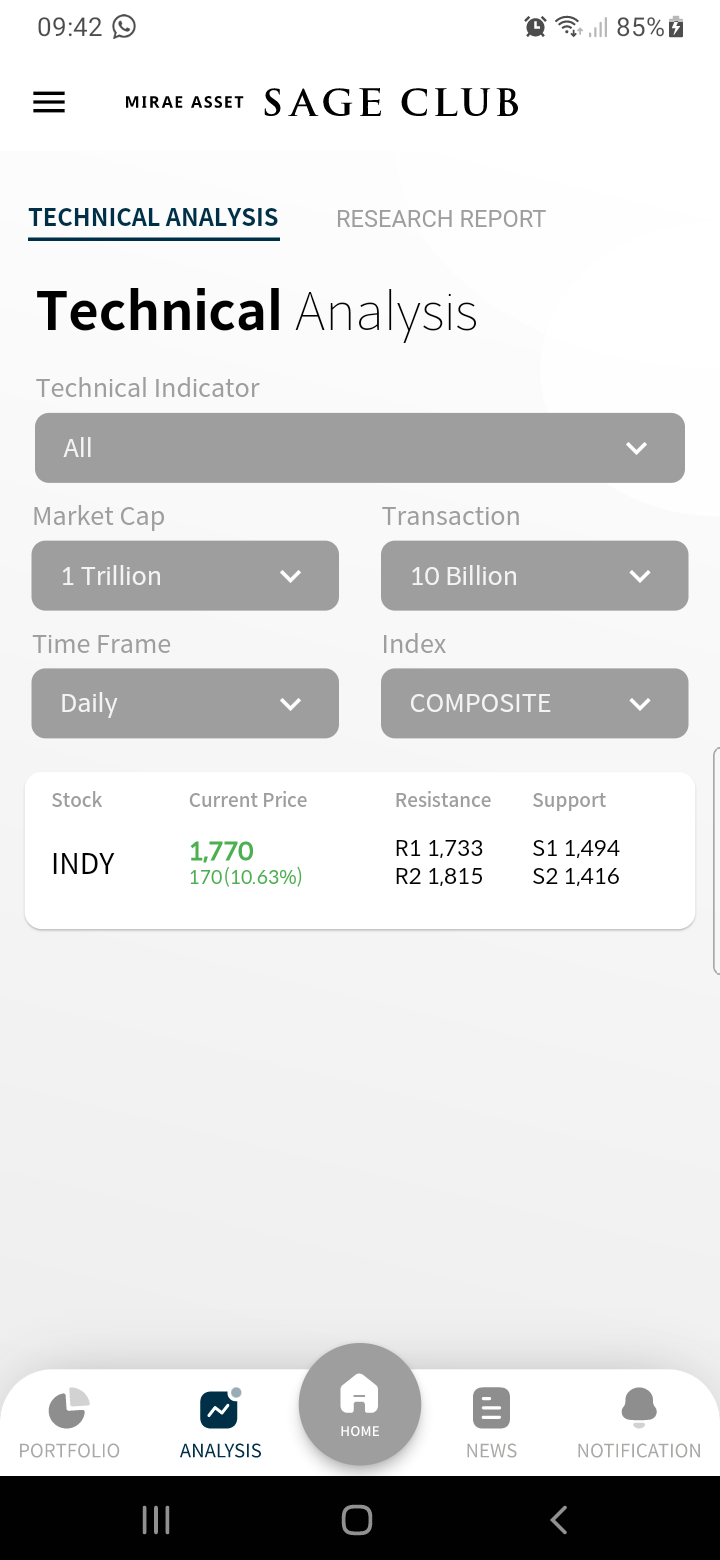 09:42 85%
MIRAE ASSET SAGE CLUB
TECHNICAL ANALYSIS RESEARCH REPORT
Technical Analysis
Technical Indicator
All
Market Cap Transaction
1 Trillion 10 Billion
Time Frame Index
Daily COMPOSITE
Stock Current Price Resistance Support
INDY 1,770 R1 1,733 S1 1,494
170(10.63%) R2 1,815 S2 1,416
HOME
PORTFOLIO ANALYSIS NEWS NOTIFICATION